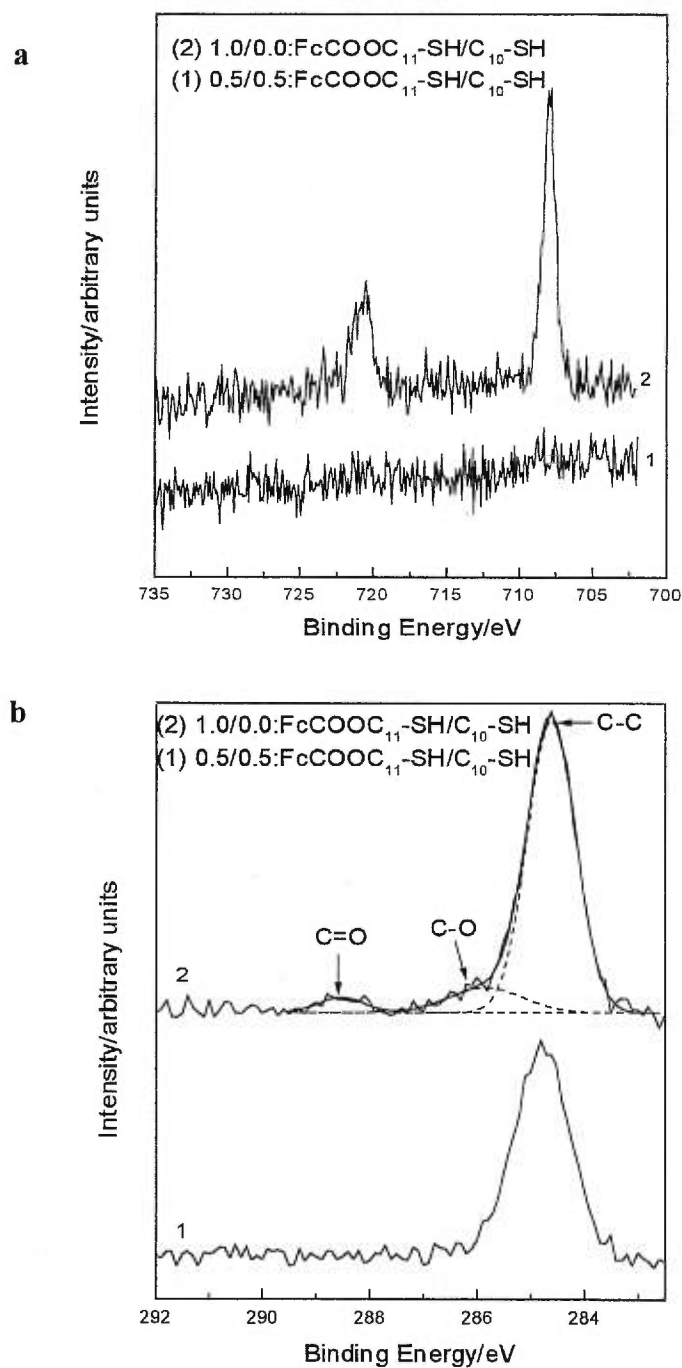 a
(2) 1.0/0.0:FcCOOC₁₁-SH/C₁₀-SH
(1) 0.5/0.5:FcCOOC₁₁-SH/C₁₀-SH
Intensity/arbitrary units
2
1
735 730 725 720 715 710 705 700
Binding Energy/eV
b
(2) 1.0/0.0:FcCOOC₁₁-SH/C₁₀-SH
(1) 0.5/0.5:FcCOOC₁₁-SH/C₁₀-SH
C-C
C=O
C-O
Intensity/arbitrary units
2
1
292 290 288 286 284
Binding Energy/eV